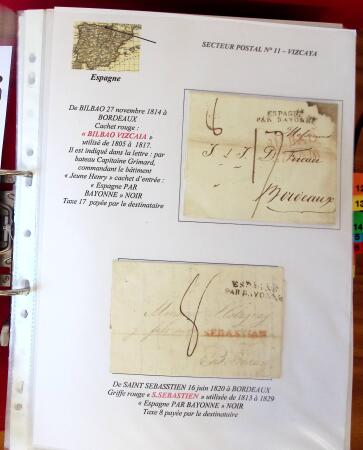 SECTEUR POSTAL N° 11 – VIZCAYA
Espagne
De BILBAO 27 novembre 1814 à
BORDEAUX
Cachet rouge :
« BILBAO VIZCAIA »
utilisé de 1805 à 1817.
Il est indiqué dans la lettre : par
bateau Capitaine Grimard,
commandant le bâtiment
« Jeune Henry » cachet d'entrée :
« Espagne PAR
BAYONNE » NOIR
Taxe 17 payée par le destinataire
ESPAGNE
PAR BAYONNE
6
17
Bordeaux
ESPAGNE
PAR BAYONNE
8
SEBASTIAN
De SAINT SEBASSTIEN 16 juin 1820 à BORDEAUX
Griffe rouge « S.SEBASTIEN » utilisée de 1813 à 1829
« Espagne PAR BAYONNE » NOIR
Taxe 8 payée par le destinataire